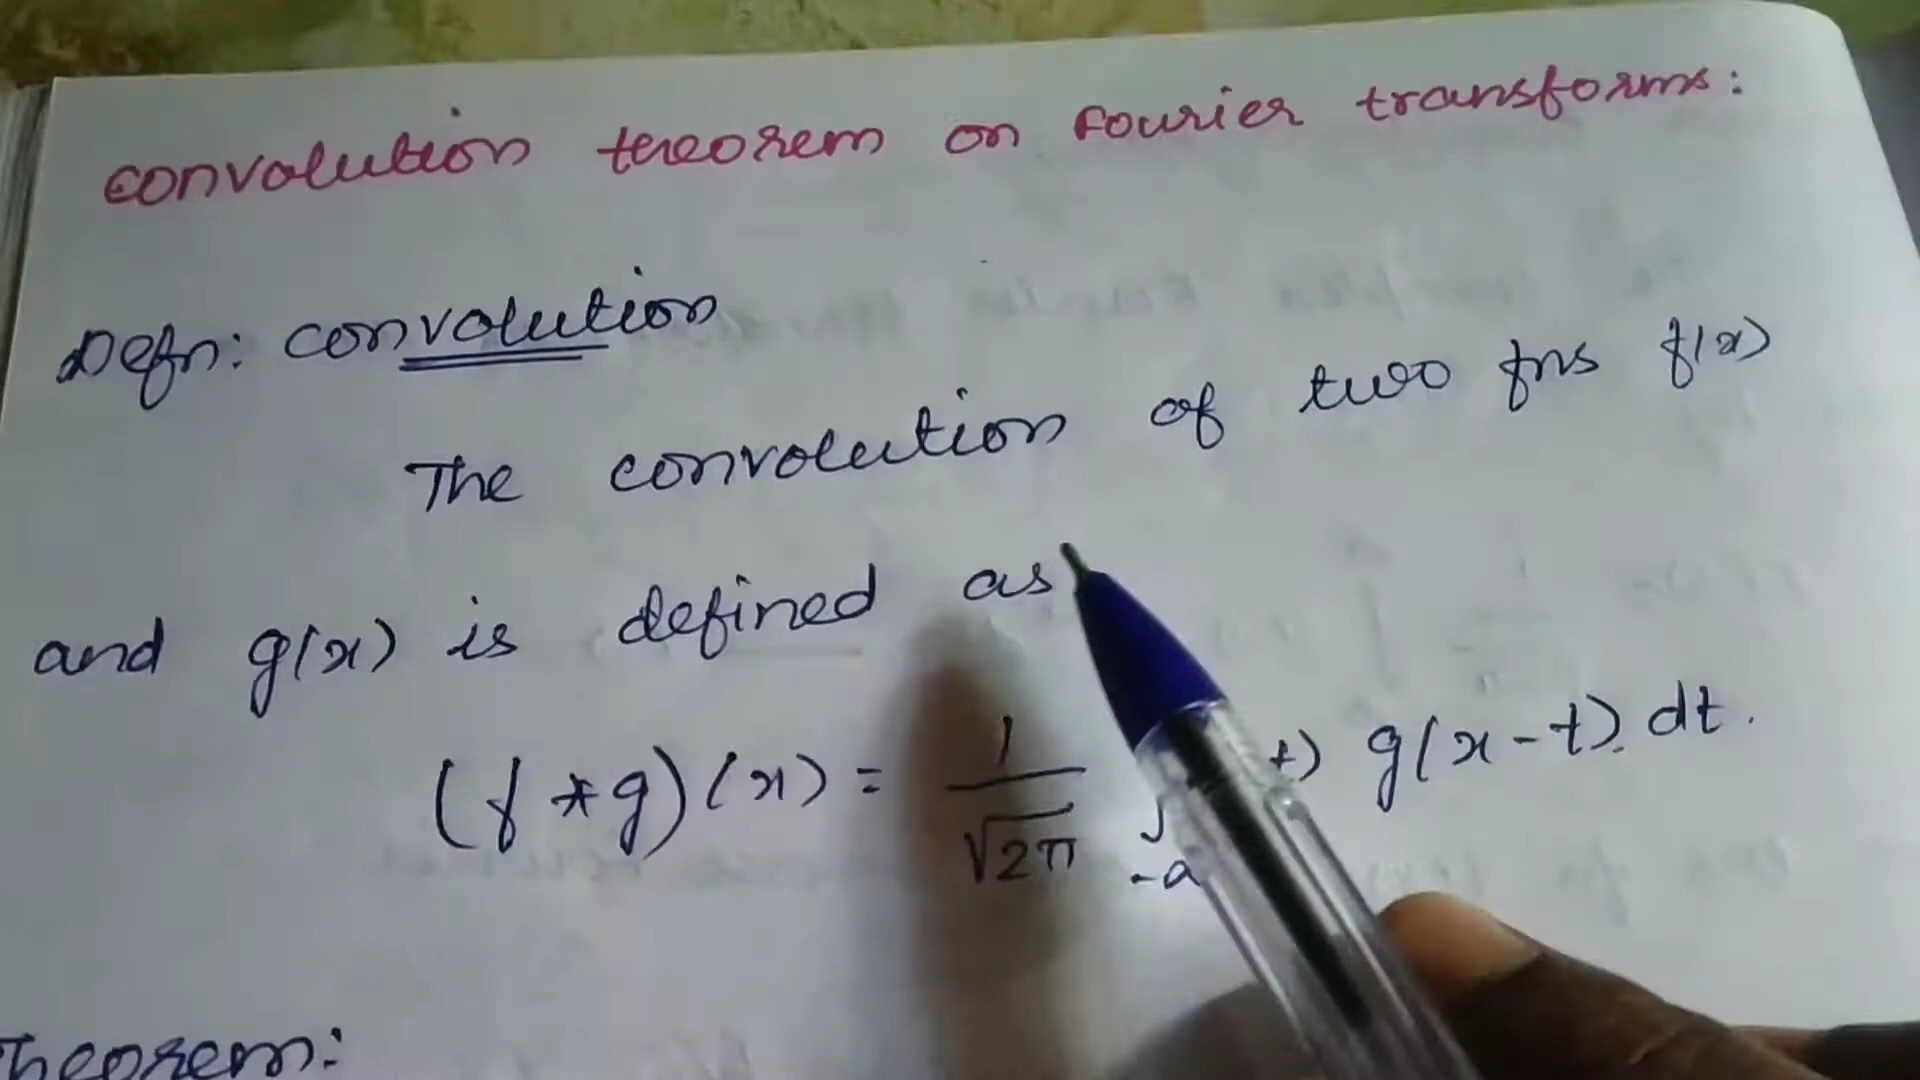 convolution theorem on Fourier transforms:
Defn: convolution
The convolution of two fns f(x)
and g(x) is defined as
(f * g)(x) = 1/√2π ∫ -a t) g(x-t). dt.
Theorem: